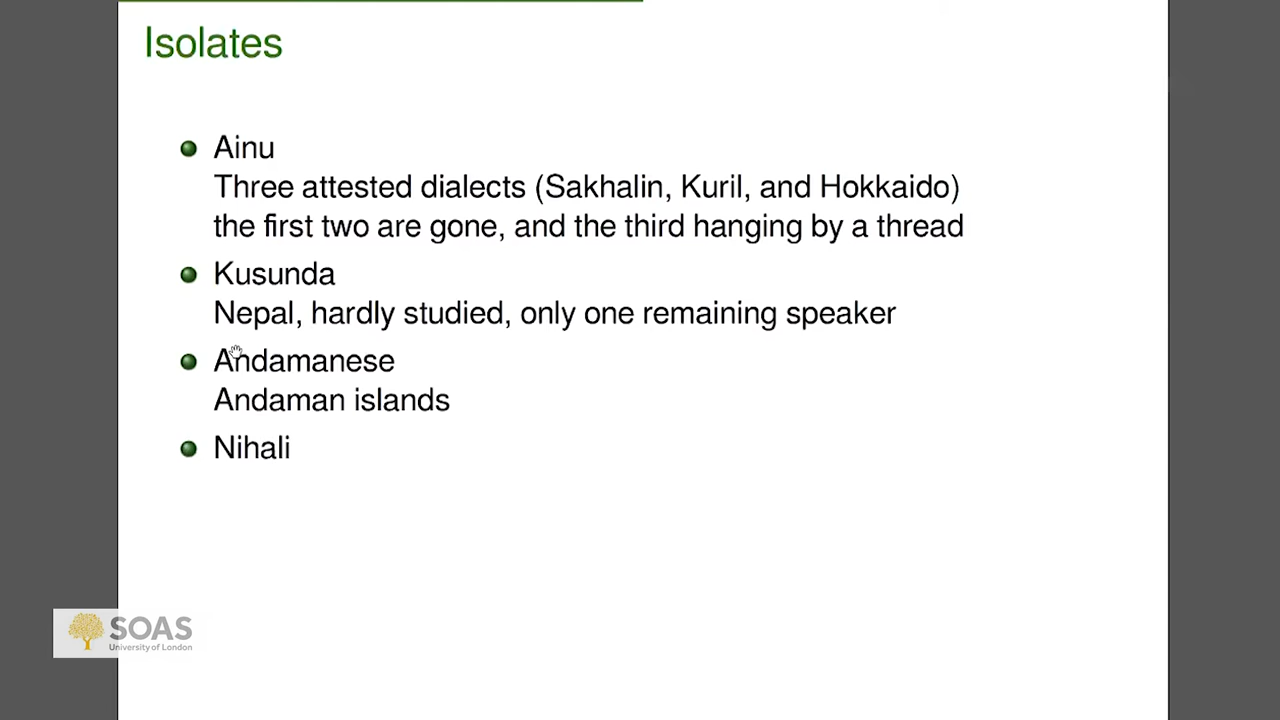 Isolates
Ainu
Three attested dialects (Sakhalin, Kuril, and Hokkaido)
the first two are gone, and the third hanging by a thread
Kusunda
Nepal, hardly studied, only one remaining speaker
Andamanese
Andaman islands
Nihali
SOAS
University of London